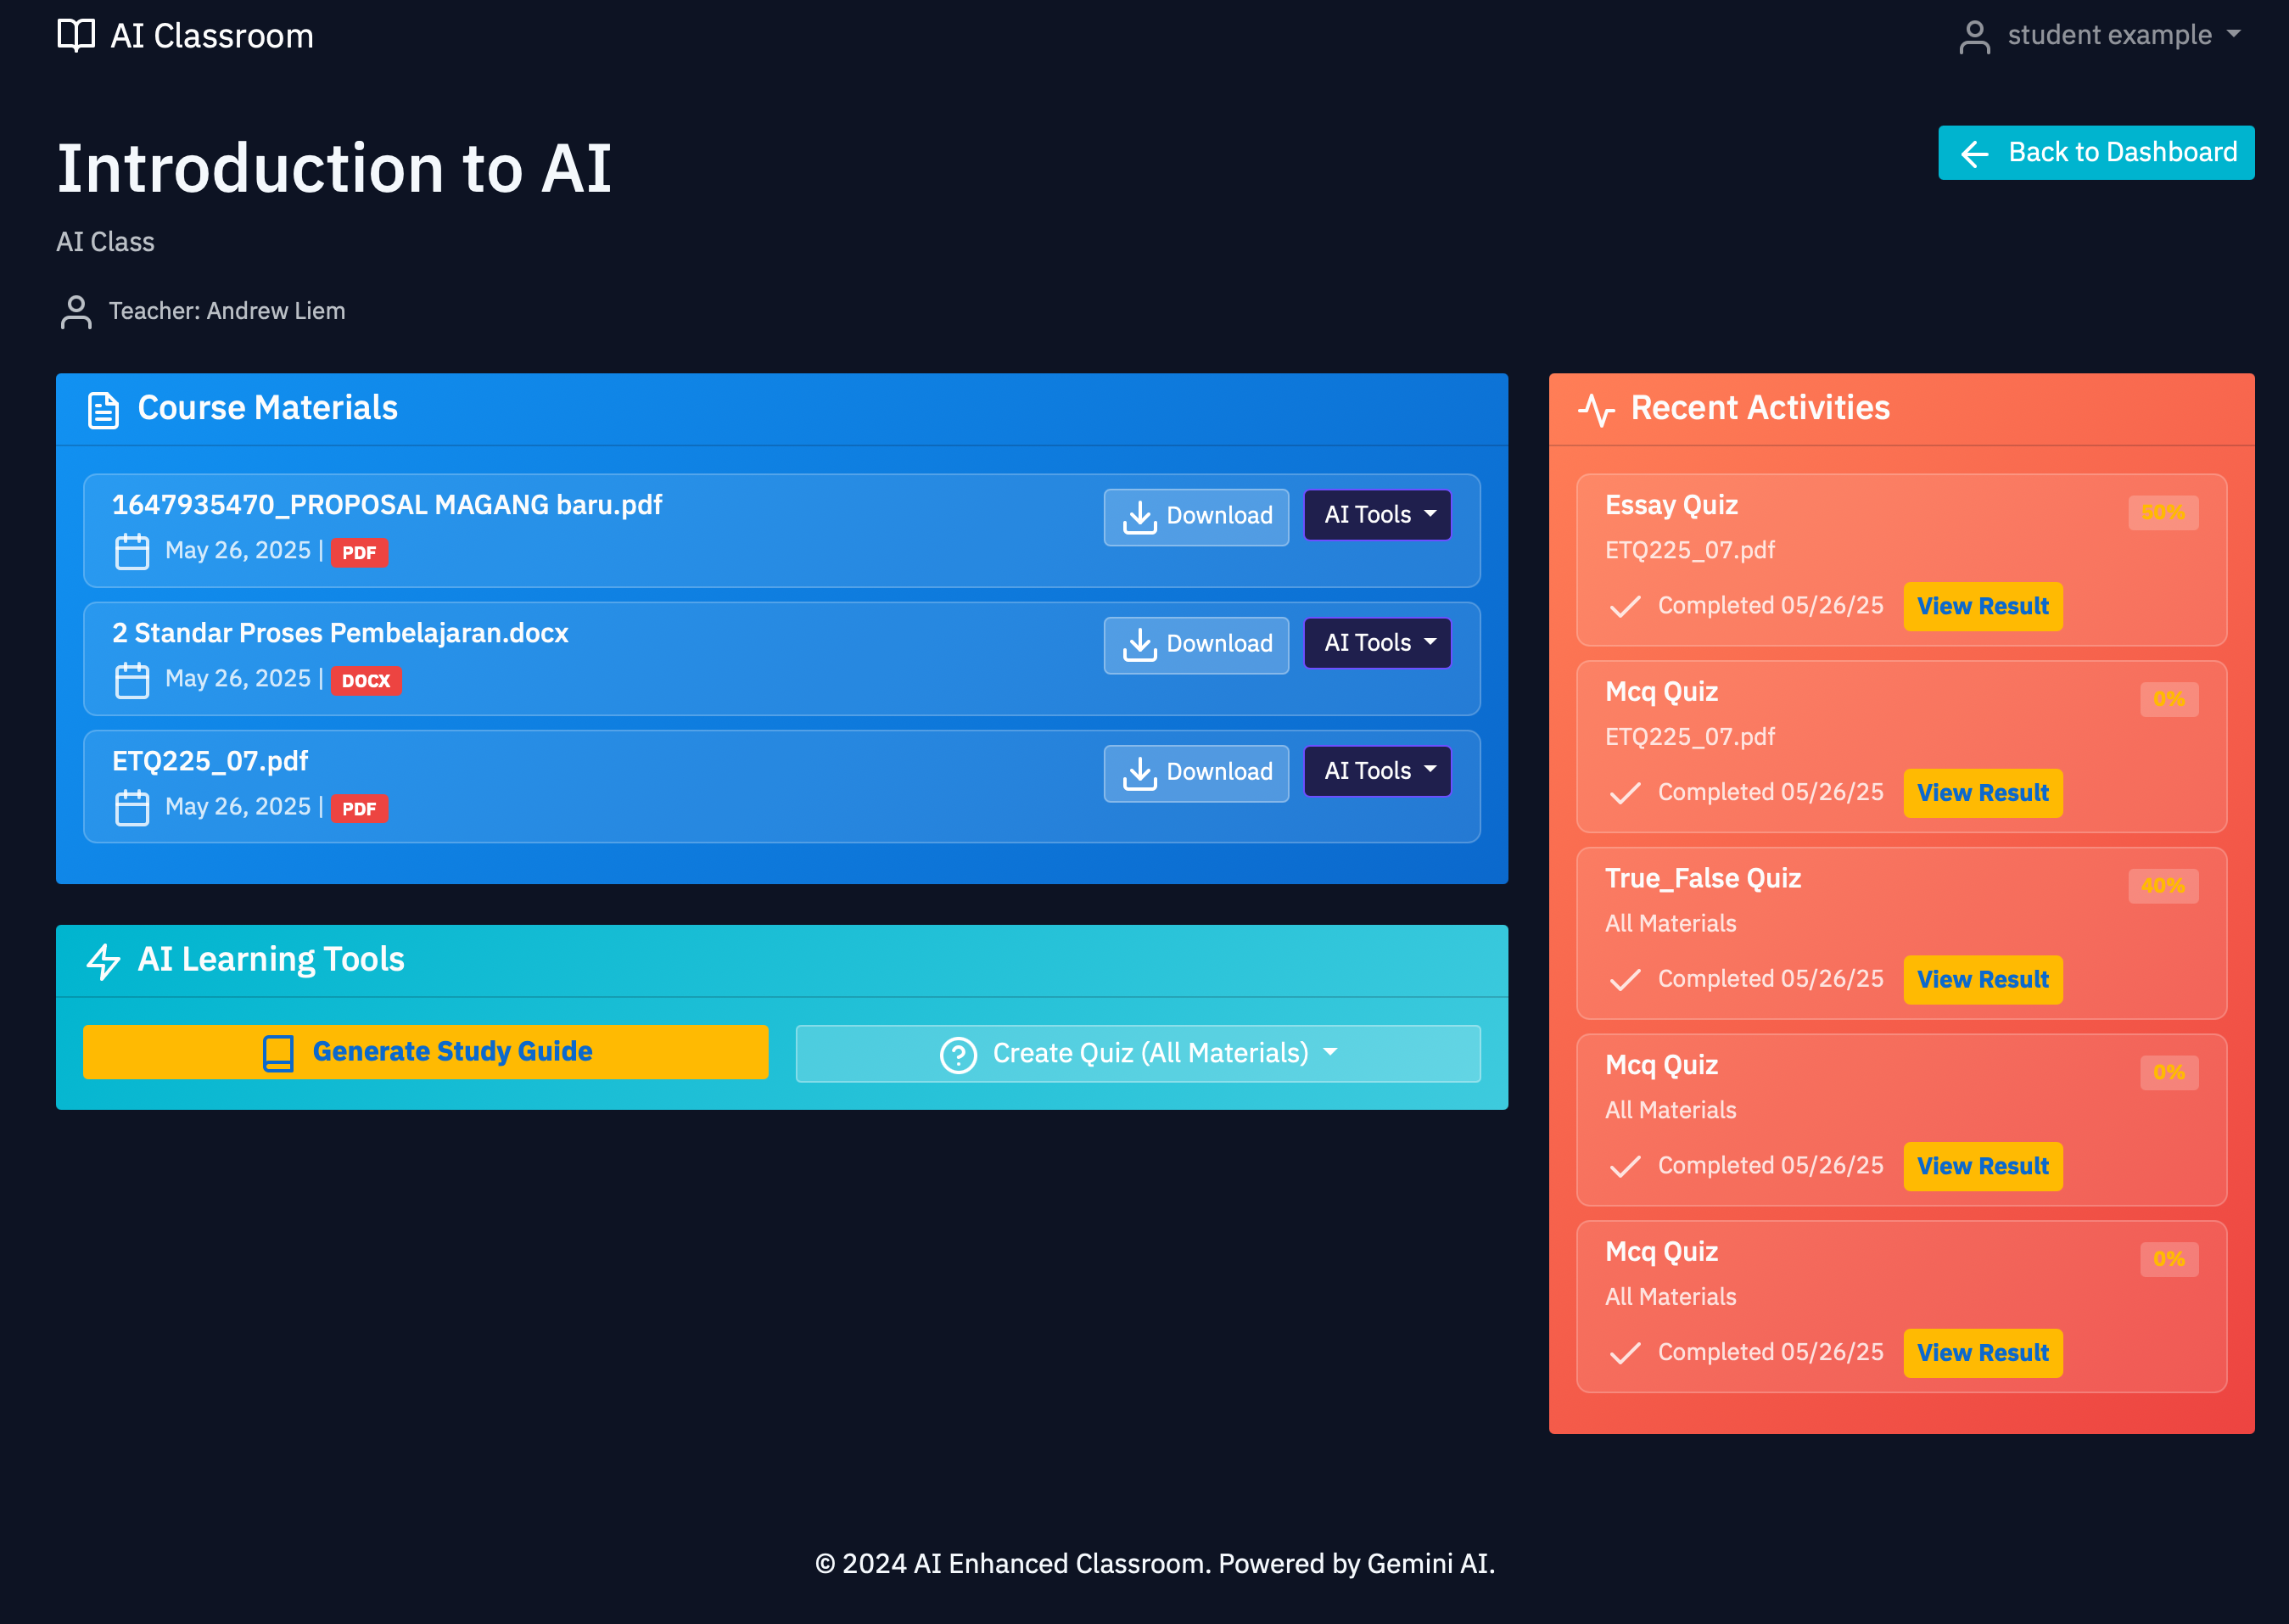 AI Classroom
student example
Introduction to AI
Back to Dashboard
AI Class
Teacher: Andrew Liem
Course Materials
1647935470_PROPOSAL MAGANG baru.pdf
May 26, 2025 | PDF
Download
AI Tools
2 Standar Proses Pembelajaran.docx
May 26, 2025 | DOCX
Download
AI Tools
ETQ225_07.pdf
May 26, 2025 | PDF
Download
AI Tools
AI Learning Tools
Generate Study Guide
Create Quiz (All Materials)
Recent Activities
Essay Quiz
50%
ETQ225_07.pdf
Completed 05/26/25 View Result
Mcq Quiz
0%
ETQ225_07.pdf
Completed 05/26/25 View Result
True_False Quiz
40%
All Materials
Completed 05/26/25 View Result
Mcq Quiz
0%
All Materials
Completed 05/26/25 View Result
Mcq Quiz
0%
All Materials
Completed 05/26/25 View Result
© 2024 AI Enhanced Classroom. Powered by Gemini AI.